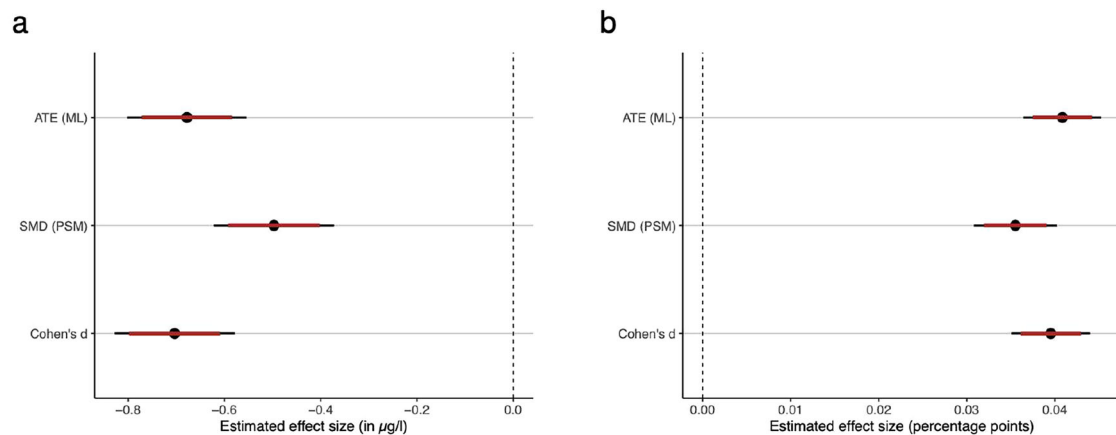 a
ATE (ML)
SMD (PSM)
Cohen's d
−0.8 −0.6 −0.4 −0.2 0.0
Estimated effect size (in µg/l)
b
ATE (ML)
SMD (PSM)
Cohen's d
0.00 0.01 0.02 0.03 0.04
Estimated effect size (percentage points)